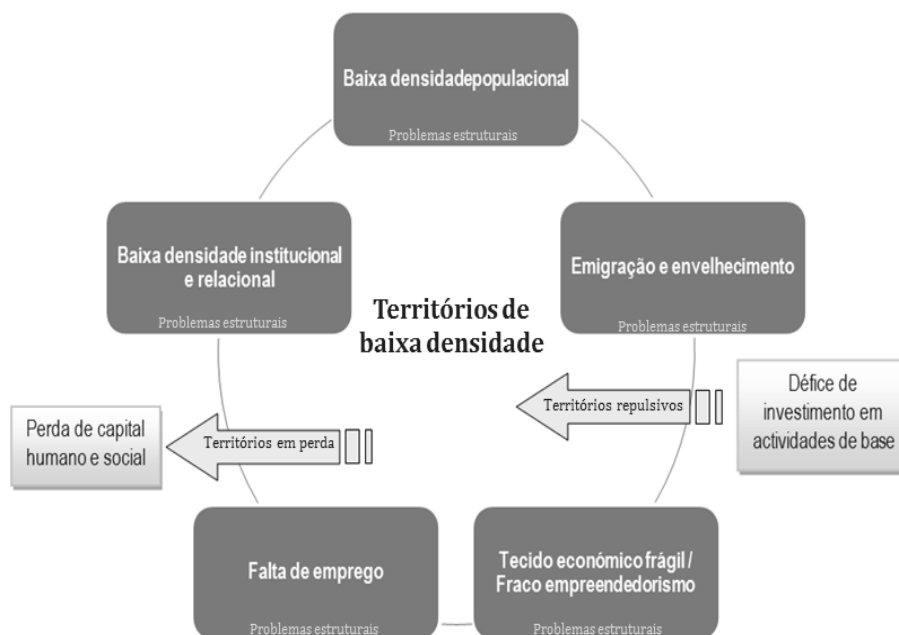 Baixa densidadepopulacional
Problemas estruturais
Baixa densidade institucional
e relacional
Problemas estruturais
Emigração e envelhecimento
Problemas estruturais
Territórios de
baixa densidade
Territórios repulsivos
Défice de
investimento em
actividades de base
Perda de capital
humano e social
Territórios em perda
Falta de emprego
Problemas estruturais
Tecido económico frágil /
Fraco empreendedorismo
Problemas estruturais